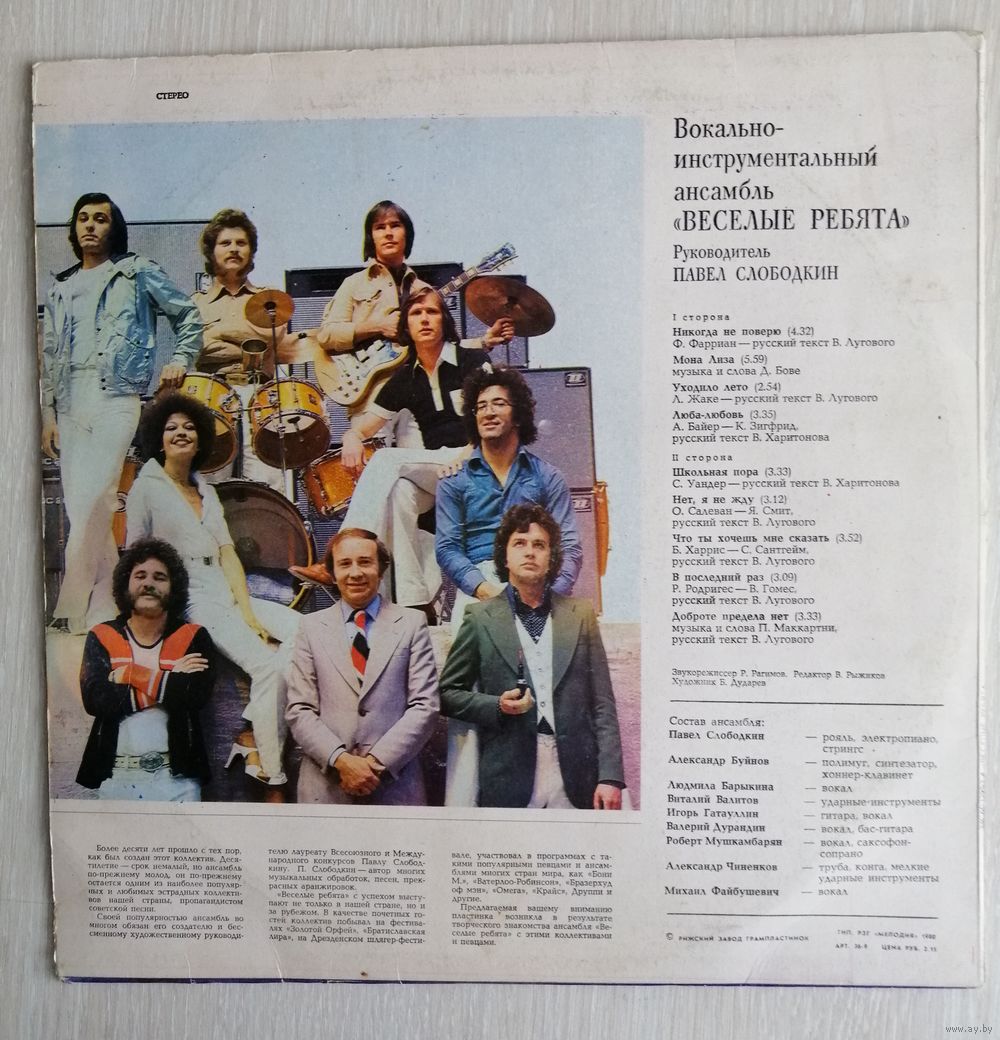 СТЕРЕО
Вокально-
инструментальный
ансамбль
«ВЕСЕЛЫЕ РЕБЯТА»
Руководитель
ПАВЕЛ СЛОБОДКИН
I сторона
Никогда не поверю (4.32)
Ф. Фарриан — русский текст В. Лугового
Мона Лиза (5.59)
музыка и слова Д. Бове
Уходило лето (2.54)
Л. Жаке — русский текст В. Лугового
Люба-любовь (3.35)
А. Байер — К. Зигфрид,
русский текст В. Харитонова
II сторона
Школьная пора (3.33)
С. Уандер — русский текст В. Харитонова
Нет, я не жду (3.12)
О. Салеван — Я. Смит,
русский текст В. Лугового
Что ты хочешь мне сказать (3.52)
Б. Харрис — С. Сантгейм,
русский текст В. Лугового
В последний раз (3.09)
Р. Родригес — В. Гомес,
русский текст В. Лугового
Доброте предела нет (3.33)
музыка и слова П. Маккартни,
русский текст В. Лугового
Звукорежиссер Р. Рагимов. Редактор В. Рыжиков
Художник Б. Дударев
Состав ансамбля:
Павел Слободкин — рояль, электропиано,
стрингс
Александр Буйнов — полимуг, синтезатор,
хоннер-клавинет
Людмила Барыкина — вокал
Виталий Валитов — ударные инструменты
Игорь Гатауллин — гитара, вокал
Валерий Дурандин — вокал, бас-гитара
Роберт Мушкамбарян — вокал, саксофон-
сопрано
Александр Чиненков — труба, конга, мелкие
ударные инструменты
Михаил Файбушевич — вокал
© РИЖСКИЙ ЗАВОД ГРАМПЛАСТИНОК
ТИП. РЗГ «МЕЛОДИЯ» 1980
АРТ. 36-8 ЦЕНА РУБ. 2.15
Более десяти лет прошло с тех пор,
как был создан этот коллектив. Деся-
тилетие — срок немалый, но ансамбль
по-прежнему молод, он по-прежнему
остается одним из наиболее популяр-
ных и любимых эстрадных коллекти-
вов нашей страны, пропагандистом
советской песни.
Своей популярностью ансамбль во
многом обязан его создателю и бес-
сменному художественному руководи-
телю лауреату Всесоюзного и Между-
народного конкурсов Павлу Слобод-
кину. П. Слободкин — автор многих
музыкальных обработок, песен, прек-
расных аранжировок.
«Веселые ребята» с успехом высту-
пают не только в нашей стране, но и
за рубежом. В качестве почетных го-
стей коллектив побывал на фестива-
лях «Золотой Орфей», «Братиславская
лира», на Дрезденском шлягер-фести-
вале, участвовал в программах с та-
кими популярными певцами и ансам-
блями многих стран мира, как «Бони
М.», «Ватерлоо-Робинсон», «Бразерхуд
оф мэн», «Омега», «Крайс», Друппи и
другие.
Предлагаемая вашему вниманию
пластинка возникла в результате
творческого знакомства ансамбля «Ве-
селые ребята» с этими коллективами
и певцами.
www.ay.by